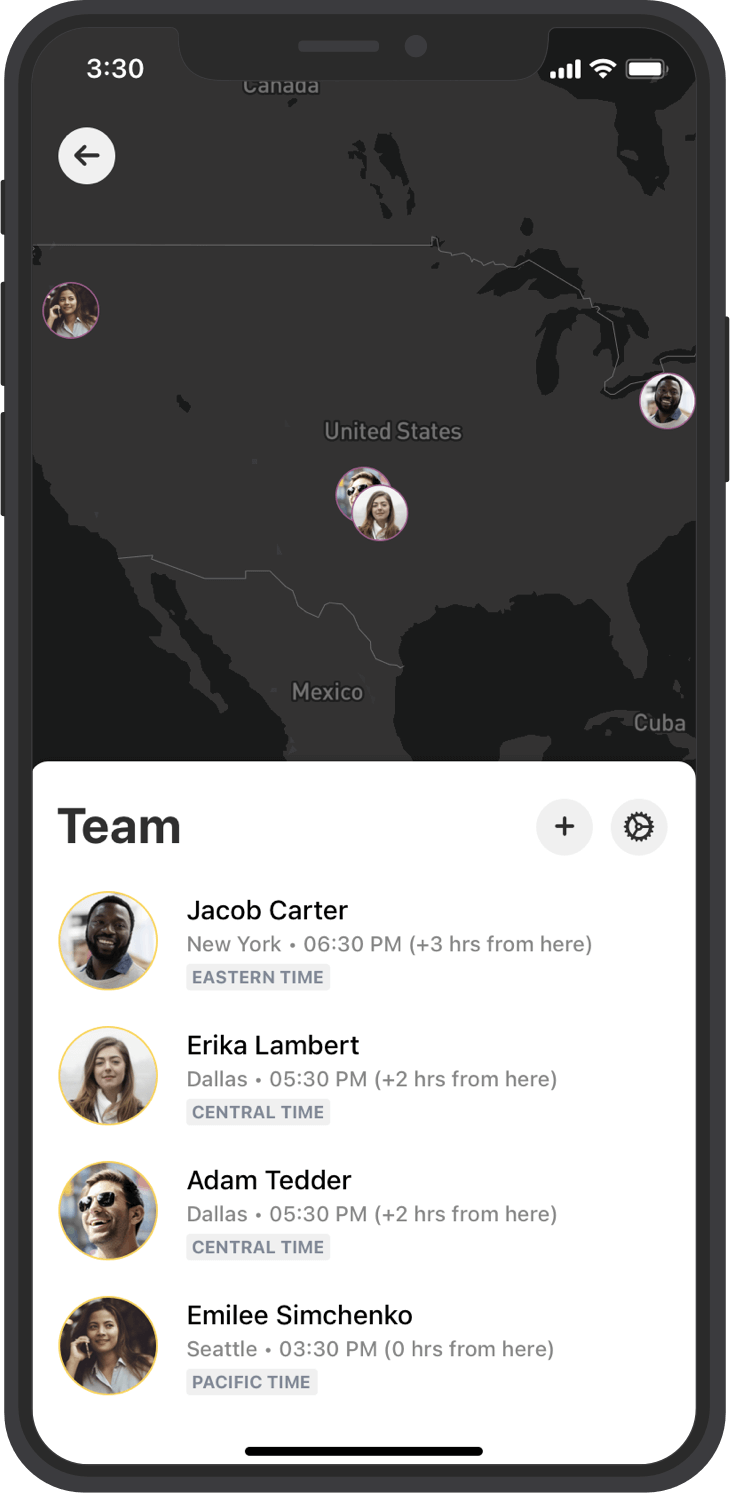 3:30
Canada
United States
Mexico
Cuba
Team
Jacob Carter
New York • 06:30 PM (+3 hrs from here)
EASTERN TIME
Erika Lambert
Dallas • 05:30 PM (+2 hrs from here)
CENTRAL TIME
Adam Tedder
Dallas • 05:30 PM (+2 hrs from here)
CENTRAL TIME
Emilee Simchenko
Seattle • 03:30 PM (0 hrs from here)
PACIFIC TIME